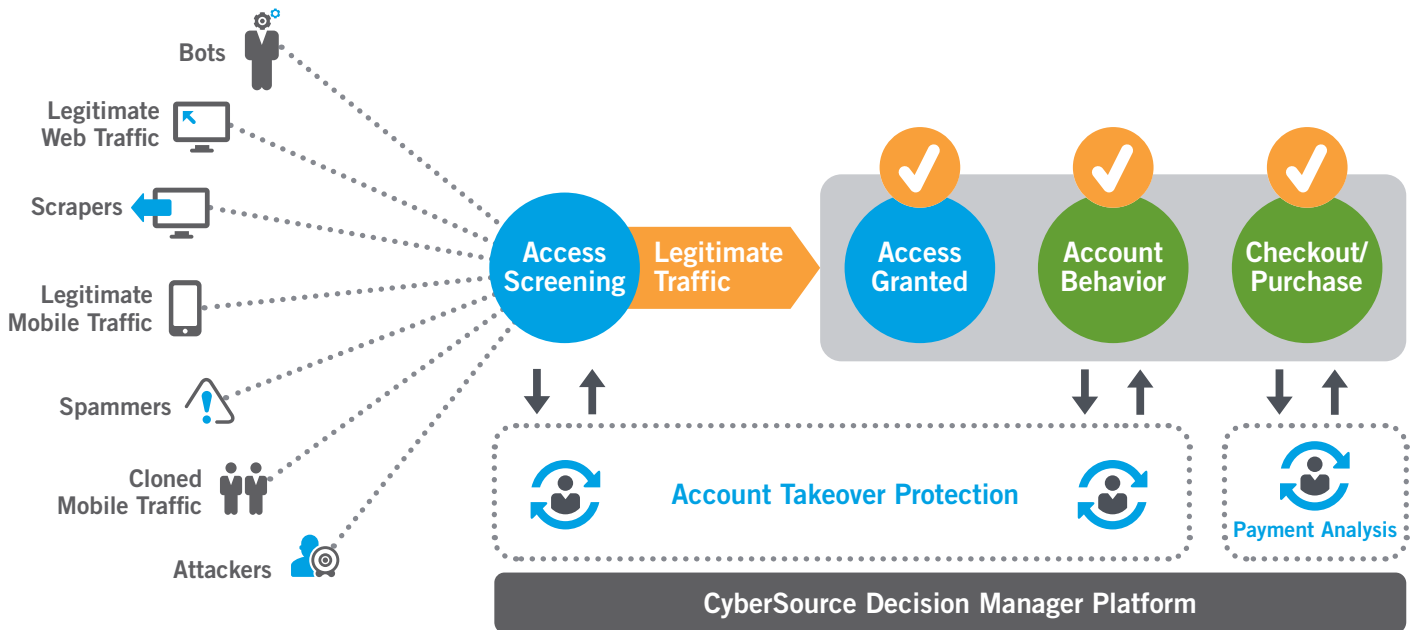 Bots
Legitimate
Web Traffic
Scrapers
Legitimate
Mobile Traffic
Spammers
Cloned
Mobile Traffic
Attackers
Access
Screening
Legitimate
Traffic
Access
Granted
Account
Behavior
Checkout/
Purchase
Account Takeover Protection
Payment Analysis
CyberSource Decision Manager Platform